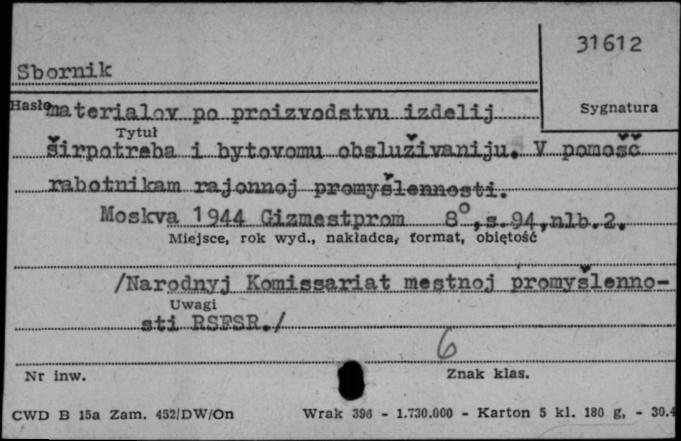 31612
Sbornik
Hasło
materialov po proizvodstvu izdelij
Sygnatura
Tytuł
širpotreba i bytovomu obsluživaniju. V pomošč
rabotnikam rajonnoj promyšlennosti.
Moskva 1944 Gizmestprom 8°,s.94,nlb.2.
Miejsce, rok wyd., nakładca, format, objętość
/Narodnyj Komissariat mestnoj promyšlenno-
Uwagi
sti RSFSR./
6
Nr inw.
Znak klas.
CWD B 15a Zam. 452/DW/On Wrak 396 - 1.730.000 - Karton 5 kl. 180 g, - 30.4